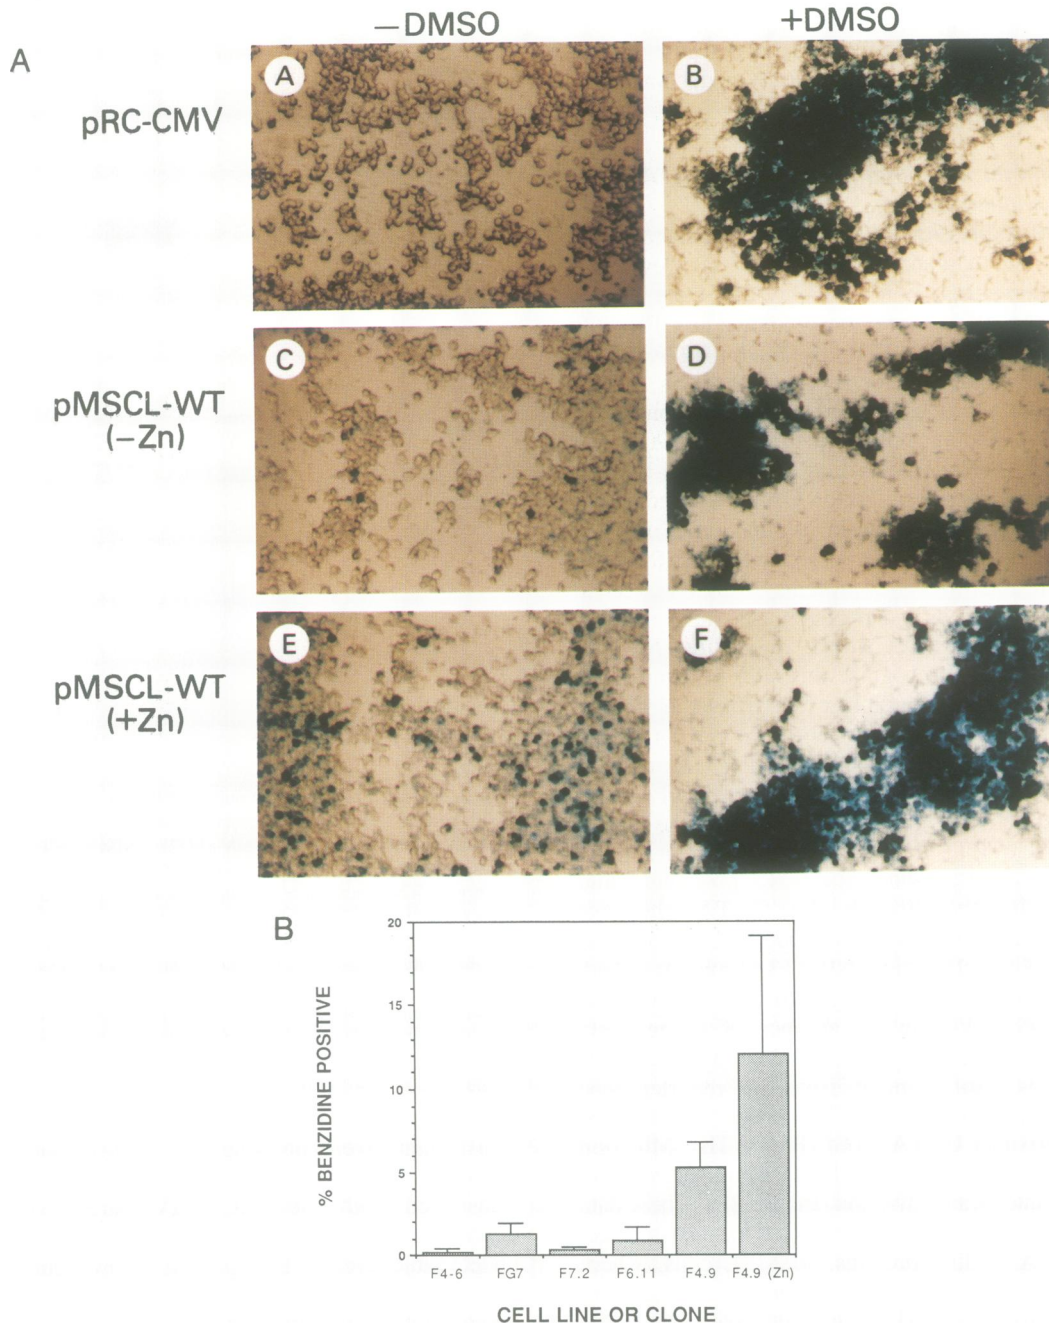 −DMSO +DMSO
A
pRC-CMV
A B
pMSCL-WT
(−Zn)
C D
pMSCL-WT
(+Zn)
E F
B
% BENZIDINE POSITIVE
20
15
10
5
0
F4-6 FG7 F7.2 F6.11 F4.9 F4.9 (Zn)
CELL LINE OR CLONE